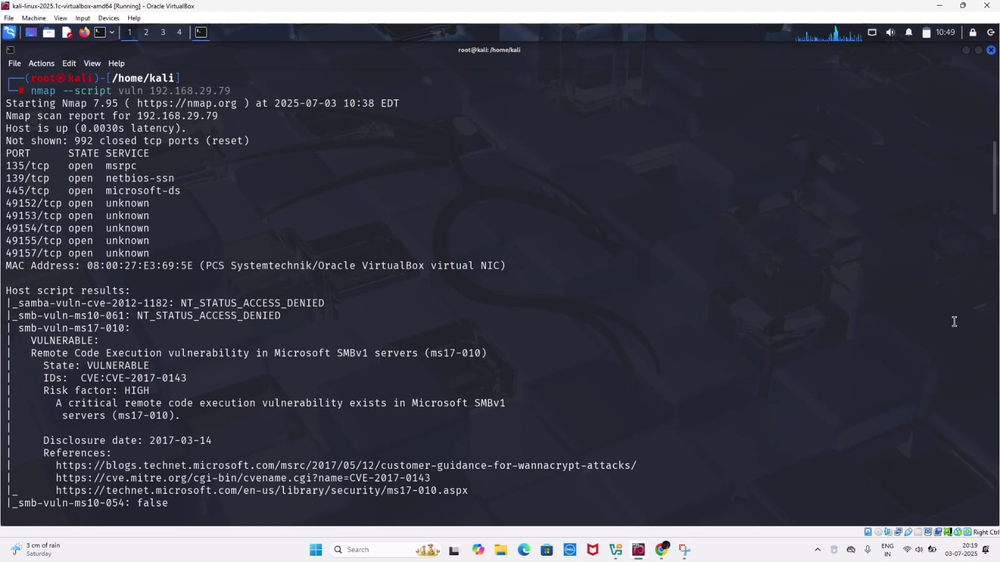 kali-linux-2025.1c-virtualbox-amd64 [Running] - Oracle VirtualBox
File Machine View Input Devices Help
1 2 3 4 10:49
root@kali: /home/kali
File Actions Edit View Help
(root㉿kali)-[/home/kali]
# nmap --script vuln 192.168.29.79
Starting Nmap 7.95 ( https://nmap.org ) at 2025-07-03 10:38 EDT
Nmap scan report for 192.168.29.79
Host is up (0.0030s latency).
Not shown: 992 closed tcp ports (reset)
PORT STATE SERVICE
135/tcp open msrpc
139/tcp open netbios-ssn
445/tcp open microsoft-ds
49152/tcp open unknown
49153/tcp open unknown
49154/tcp open unknown
49155/tcp open unknown
49157/tcp open unknown
MAC Address: 08:00:27:E3:69:5E (PCS Systemtechnik/Oracle VirtualBox virtual NIC)
Host script results:
|_samba-vuln-cve-2012-1182: NT_STATUS_ACCESS_DENIED
|_smb-vuln-ms10-061: NT_STATUS_ACCESS_DENIED
| smb-vuln-ms17-010:
| VULNERABLE:
| Remote Code Execution vulnerability in Microsoft SMBv1 servers (ms17-010)
| State: VULNERABLE
| IDs: CVE:CVE-2017-0143
| Risk factor: HIGH
| A critical remote code execution vulnerability exists in Microsoft SMBv1
| servers (ms17-010).
|
| Disclosure date: 2017-03-14
| References:
| https://blogs.technet.microsoft.com/msrc/2017/05/12/customer-guidance-for-wannacrypt-attacks/
| https://cve.mitre.org/cgi-bin/cvename.cgi?name=CVE-2017-0143
|_ https://technet.microsoft.com/en-us/library/security/ms17-010.aspx
|_smb-vuln-ms10-054: false
Right Ctrl
3 cm of rain
Saturday
Search
DELL
ENG
IN
20:19
03-07-2025